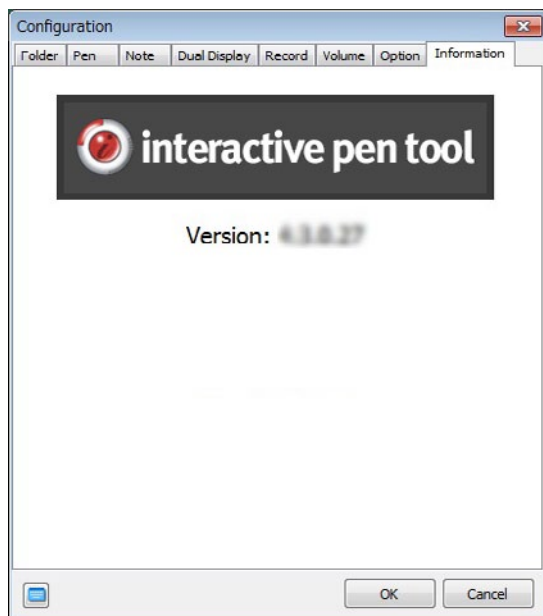 Configuration
Folder Pen Note Dual Display Record Volume Option Information
interactive pen tool
Version:
OK Cancel